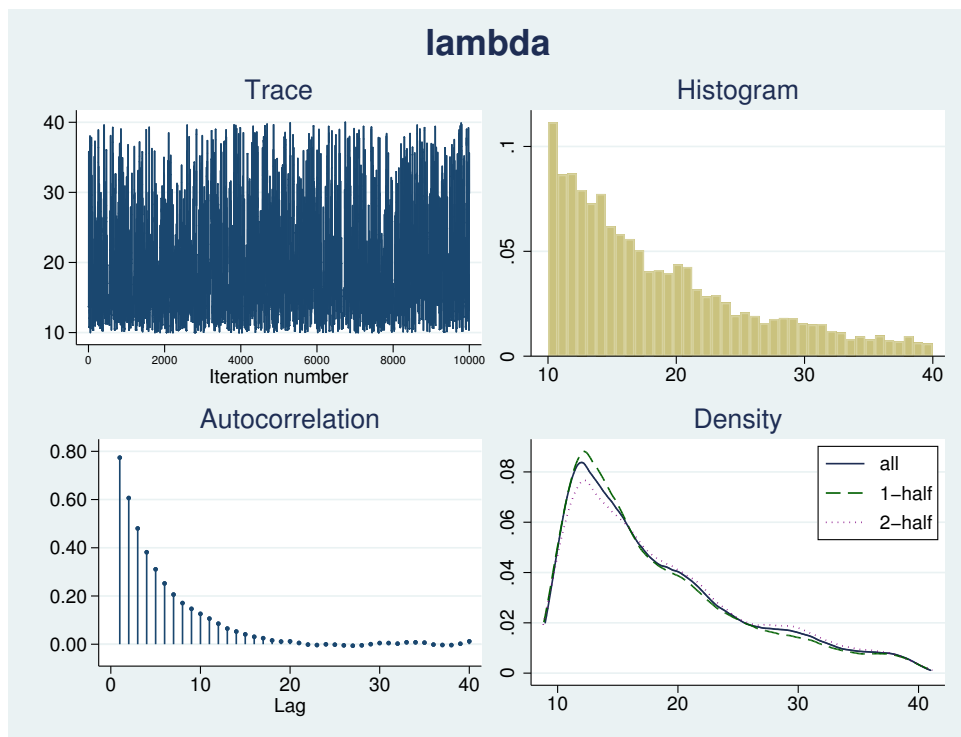 lambda
Trace
40
30
20
10
0 2000 4000 6000 8000 10000
Iteration number
Histogram
.1
.05
0
10 20 30 40
Autocorrelation
0.80
0.60
0.40
0.20
0.00
0 10 20 30 40
Lag
Density
.08
.06
.04
.02
0
10 20 30 40
all
1-half
2-half